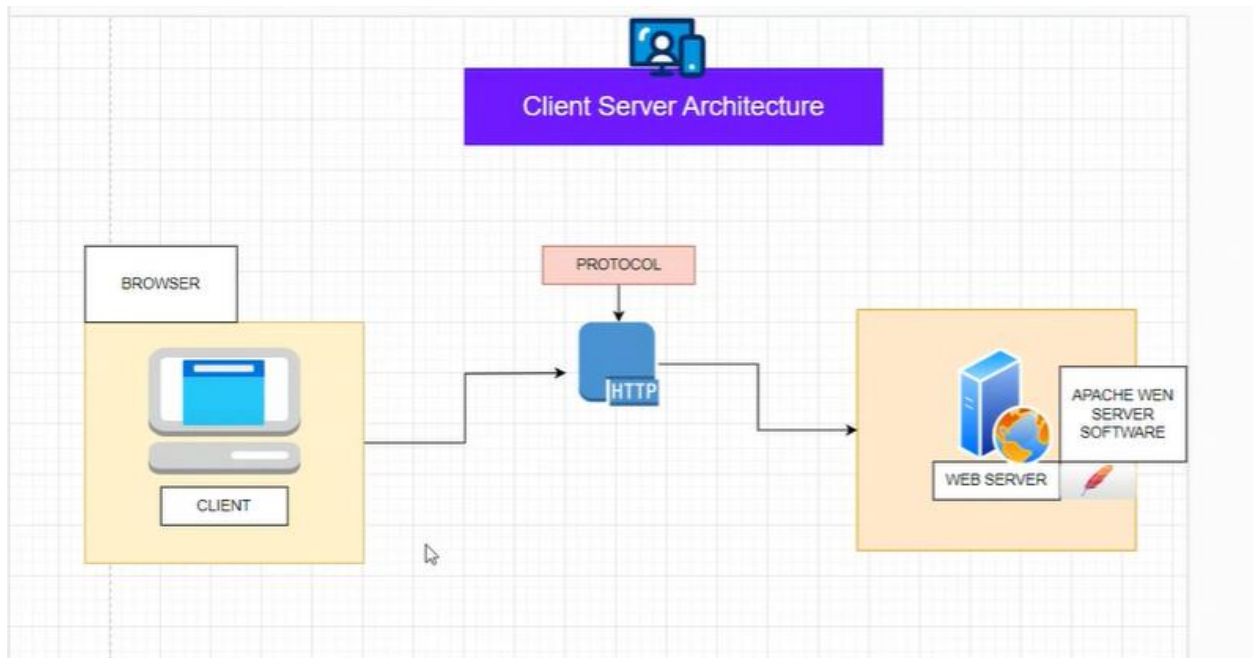 Client Server Architecture
BROWSER
PROTOCOL
HTTP
APACHE WEN
SERVER
SOFTWARE
WEB SERVER
CLIENT